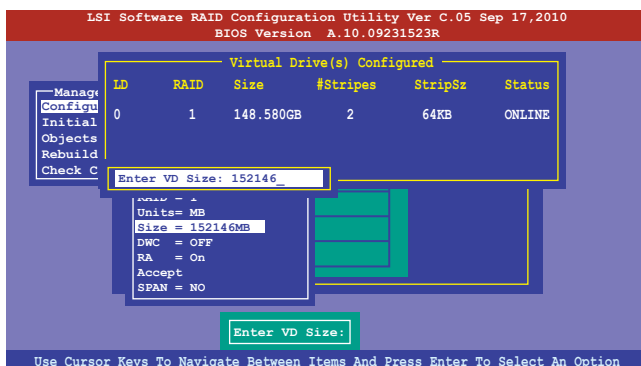 LSI Software RAID Configuration Utility Ver C.05 Sep 17,2010
BIOS Version A.10.09231523R
Virtual Drive(s) Configured
LD RAID Size #Stripes StripSz Status
0 1 148.580GB 2 64KB ONLINE
Manage
Configu
Initial
Objects
Rebuild
Check C
Enter VD Size: 152146_
RAID = 1
Units= MB
Size = 152146MB
DWC = OFF
RA = On
Accept
SPAN = NO
Enter VD Size:
Use Cursor Keys To Navigate Between Items And Press Enter To Select An Option